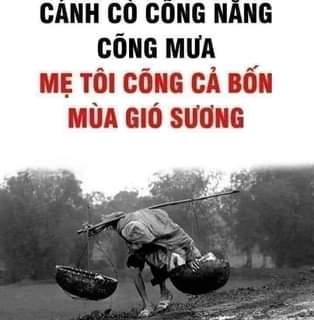 CÁNH CÒ CÕNG NẮNG
CÕNG MƯA
MẸ TÔI CÕNG CẢ BỐN
MÙA GIÓ SƯƠNG